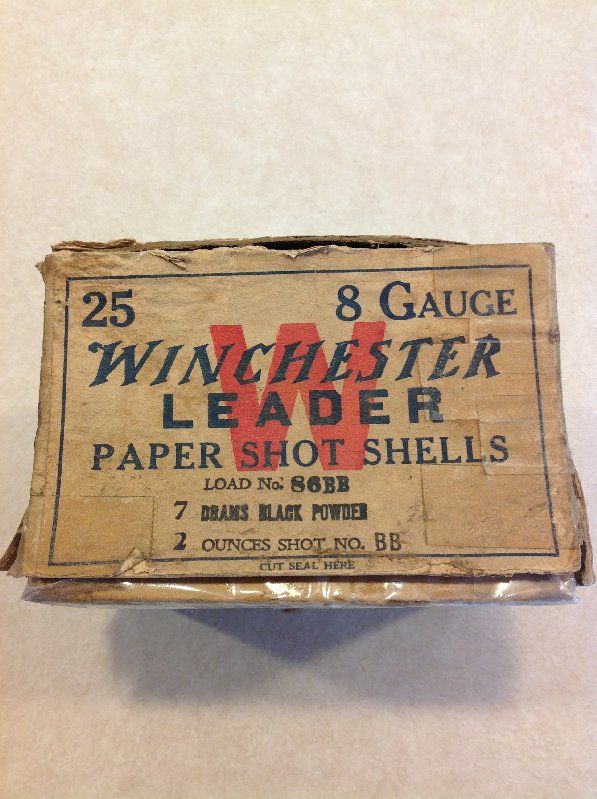 25 8 GAUGE
W
WINCHESTER
LEADER
PAPER SHOT SHELLS
LOAD No. 86BB
7 DRAMS BLACK POWDER
2 OUNCES SHOT NO. BB
CUT SEAL HERE